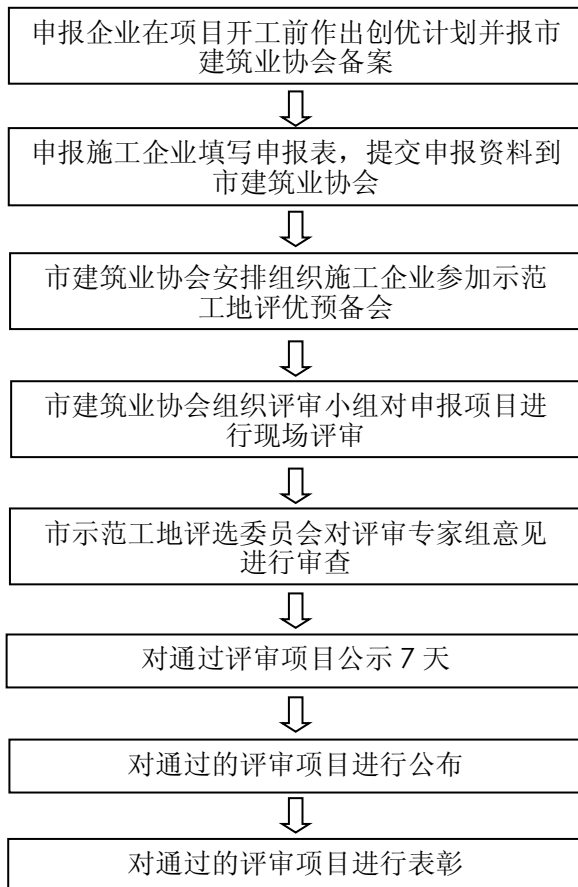 申报企业在项目开工前作出创优计划并报市
建筑业协会备案
申报施工企业填写申报表，提交申报资料到
市建筑业协会
市建筑业协会安排组织施工企业参加示范
工地评优预备会
市建筑业协会组织评审小组对申报项目进
行现场评审
市示范工地评选委员会对评审专家组意见
进行审查
对通过评审项目公示 7 天
对通过的评审项目进行公布
对通过的评审项目进行表彰